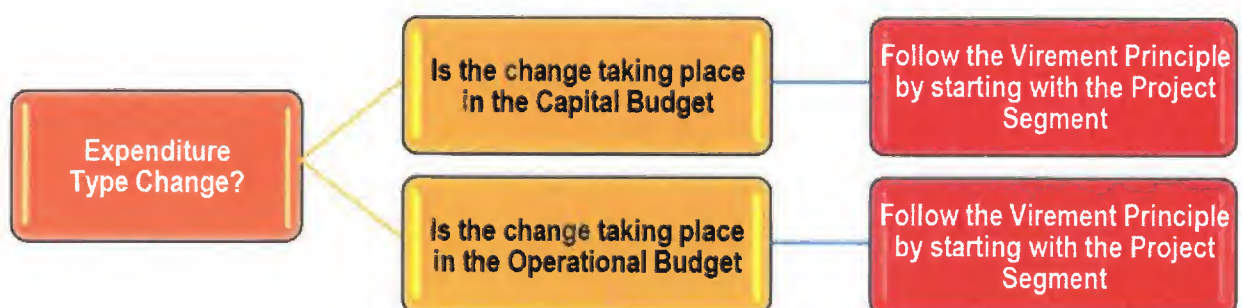 Expenditure
Type Change?
Is the change taking place
in the Capital Budget
Follow the Virement Principle
by starting with the Project
Segment
Is the change taking place
in the Operational Budget
Follow the Virement Principle
by starting with the Project
Segment